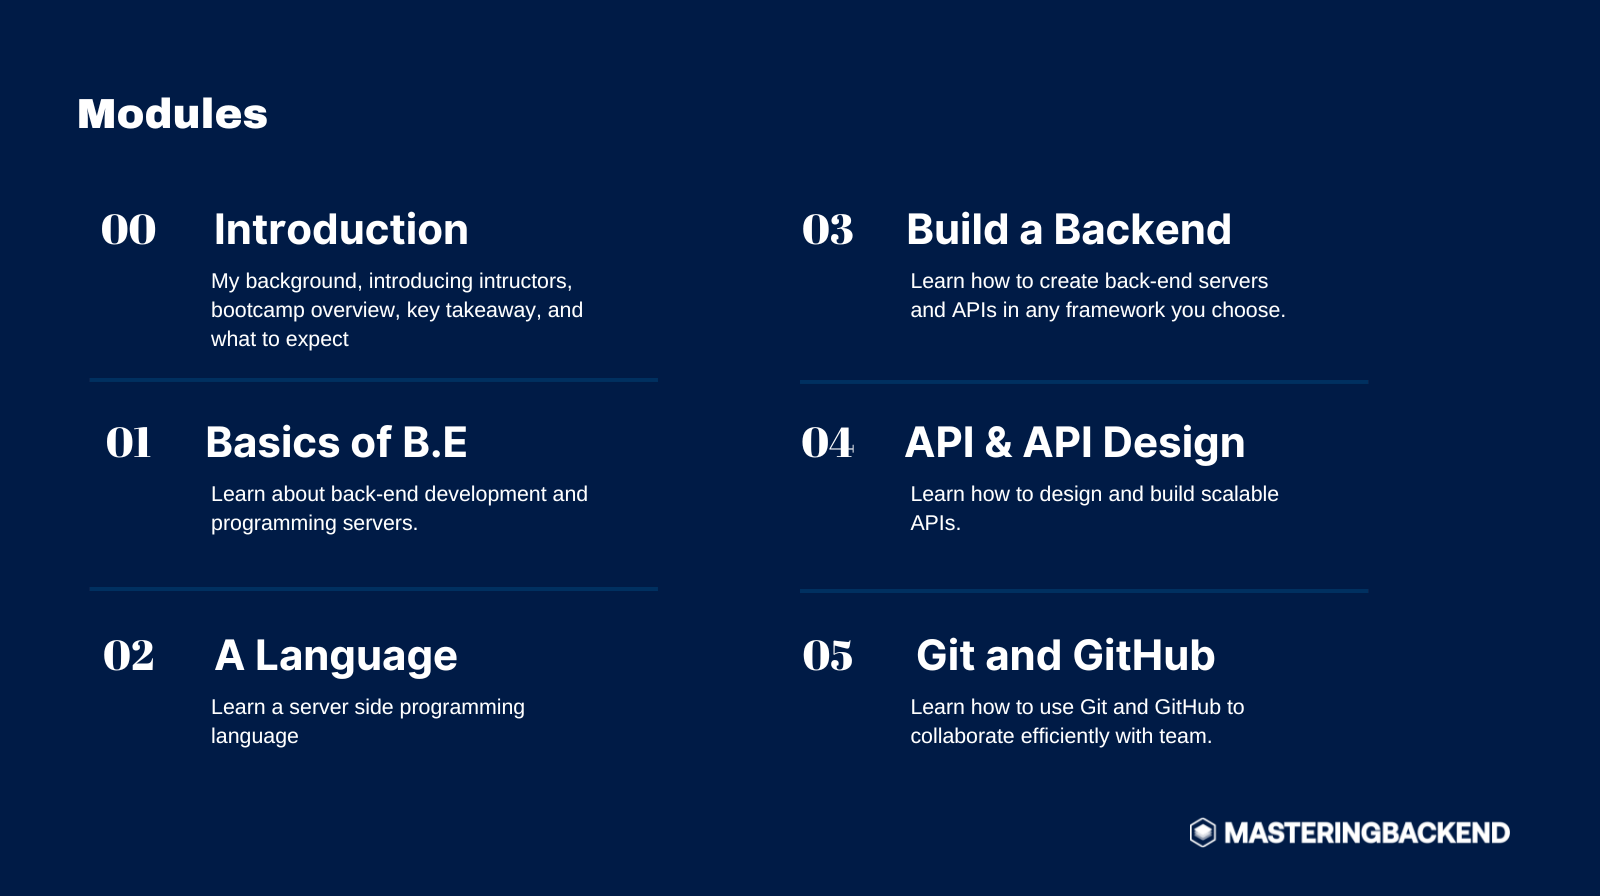 Modules
00
Introduction
My background, introducing intructors,
bootcamp overview, key takeaway, and
what to expect
01
Basics of B.E
Learn about back-end development and
programming servers.
02
A Language
Learn a server side programming
language
03
Build a Backend
Learn how to create back-end servers
and APIs in any framework you choose.
04
API & API Design
Learn how to design and build scalable
APIs.
05
Git and GitHub
Learn how to use Git and GitHub to
collaborate efficiently with team.
MASTERINGBACKEND